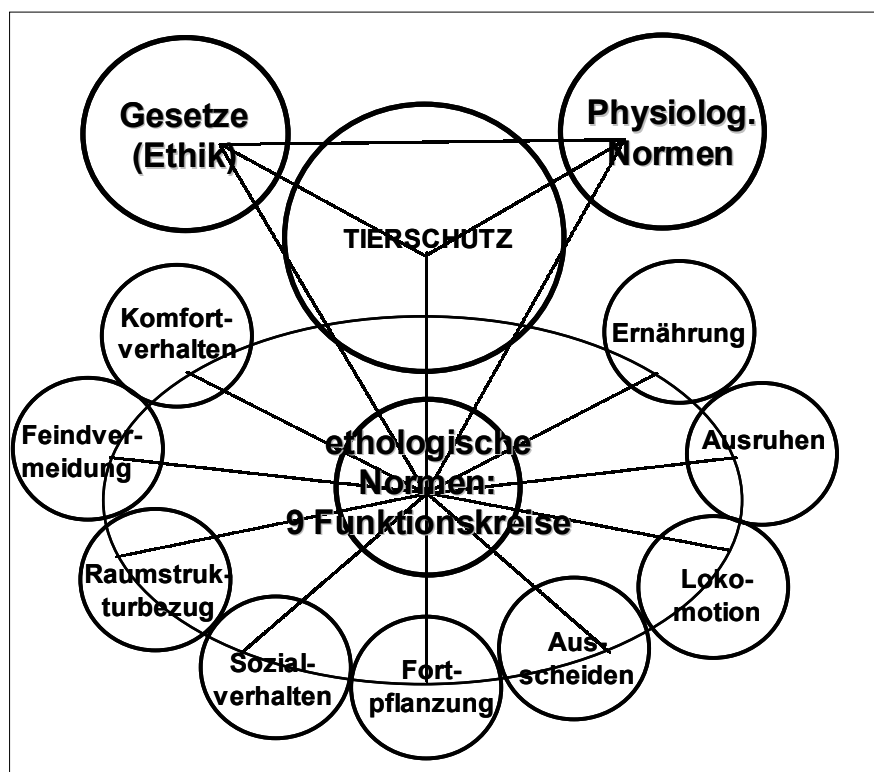 Gesetze
(Ethik)
Physiolog.
Normen
TIERSCHUTZ
Komfort-
verhalten
Ernährung
Feindver-
meidung
Ausruhen
ethologische
Normen:
9 Funktionskreise
Raumstruk-
turbezug
Loko-
motion
Sozial-
verhalten
Fort-
pflanzung
Aus-
scheiden